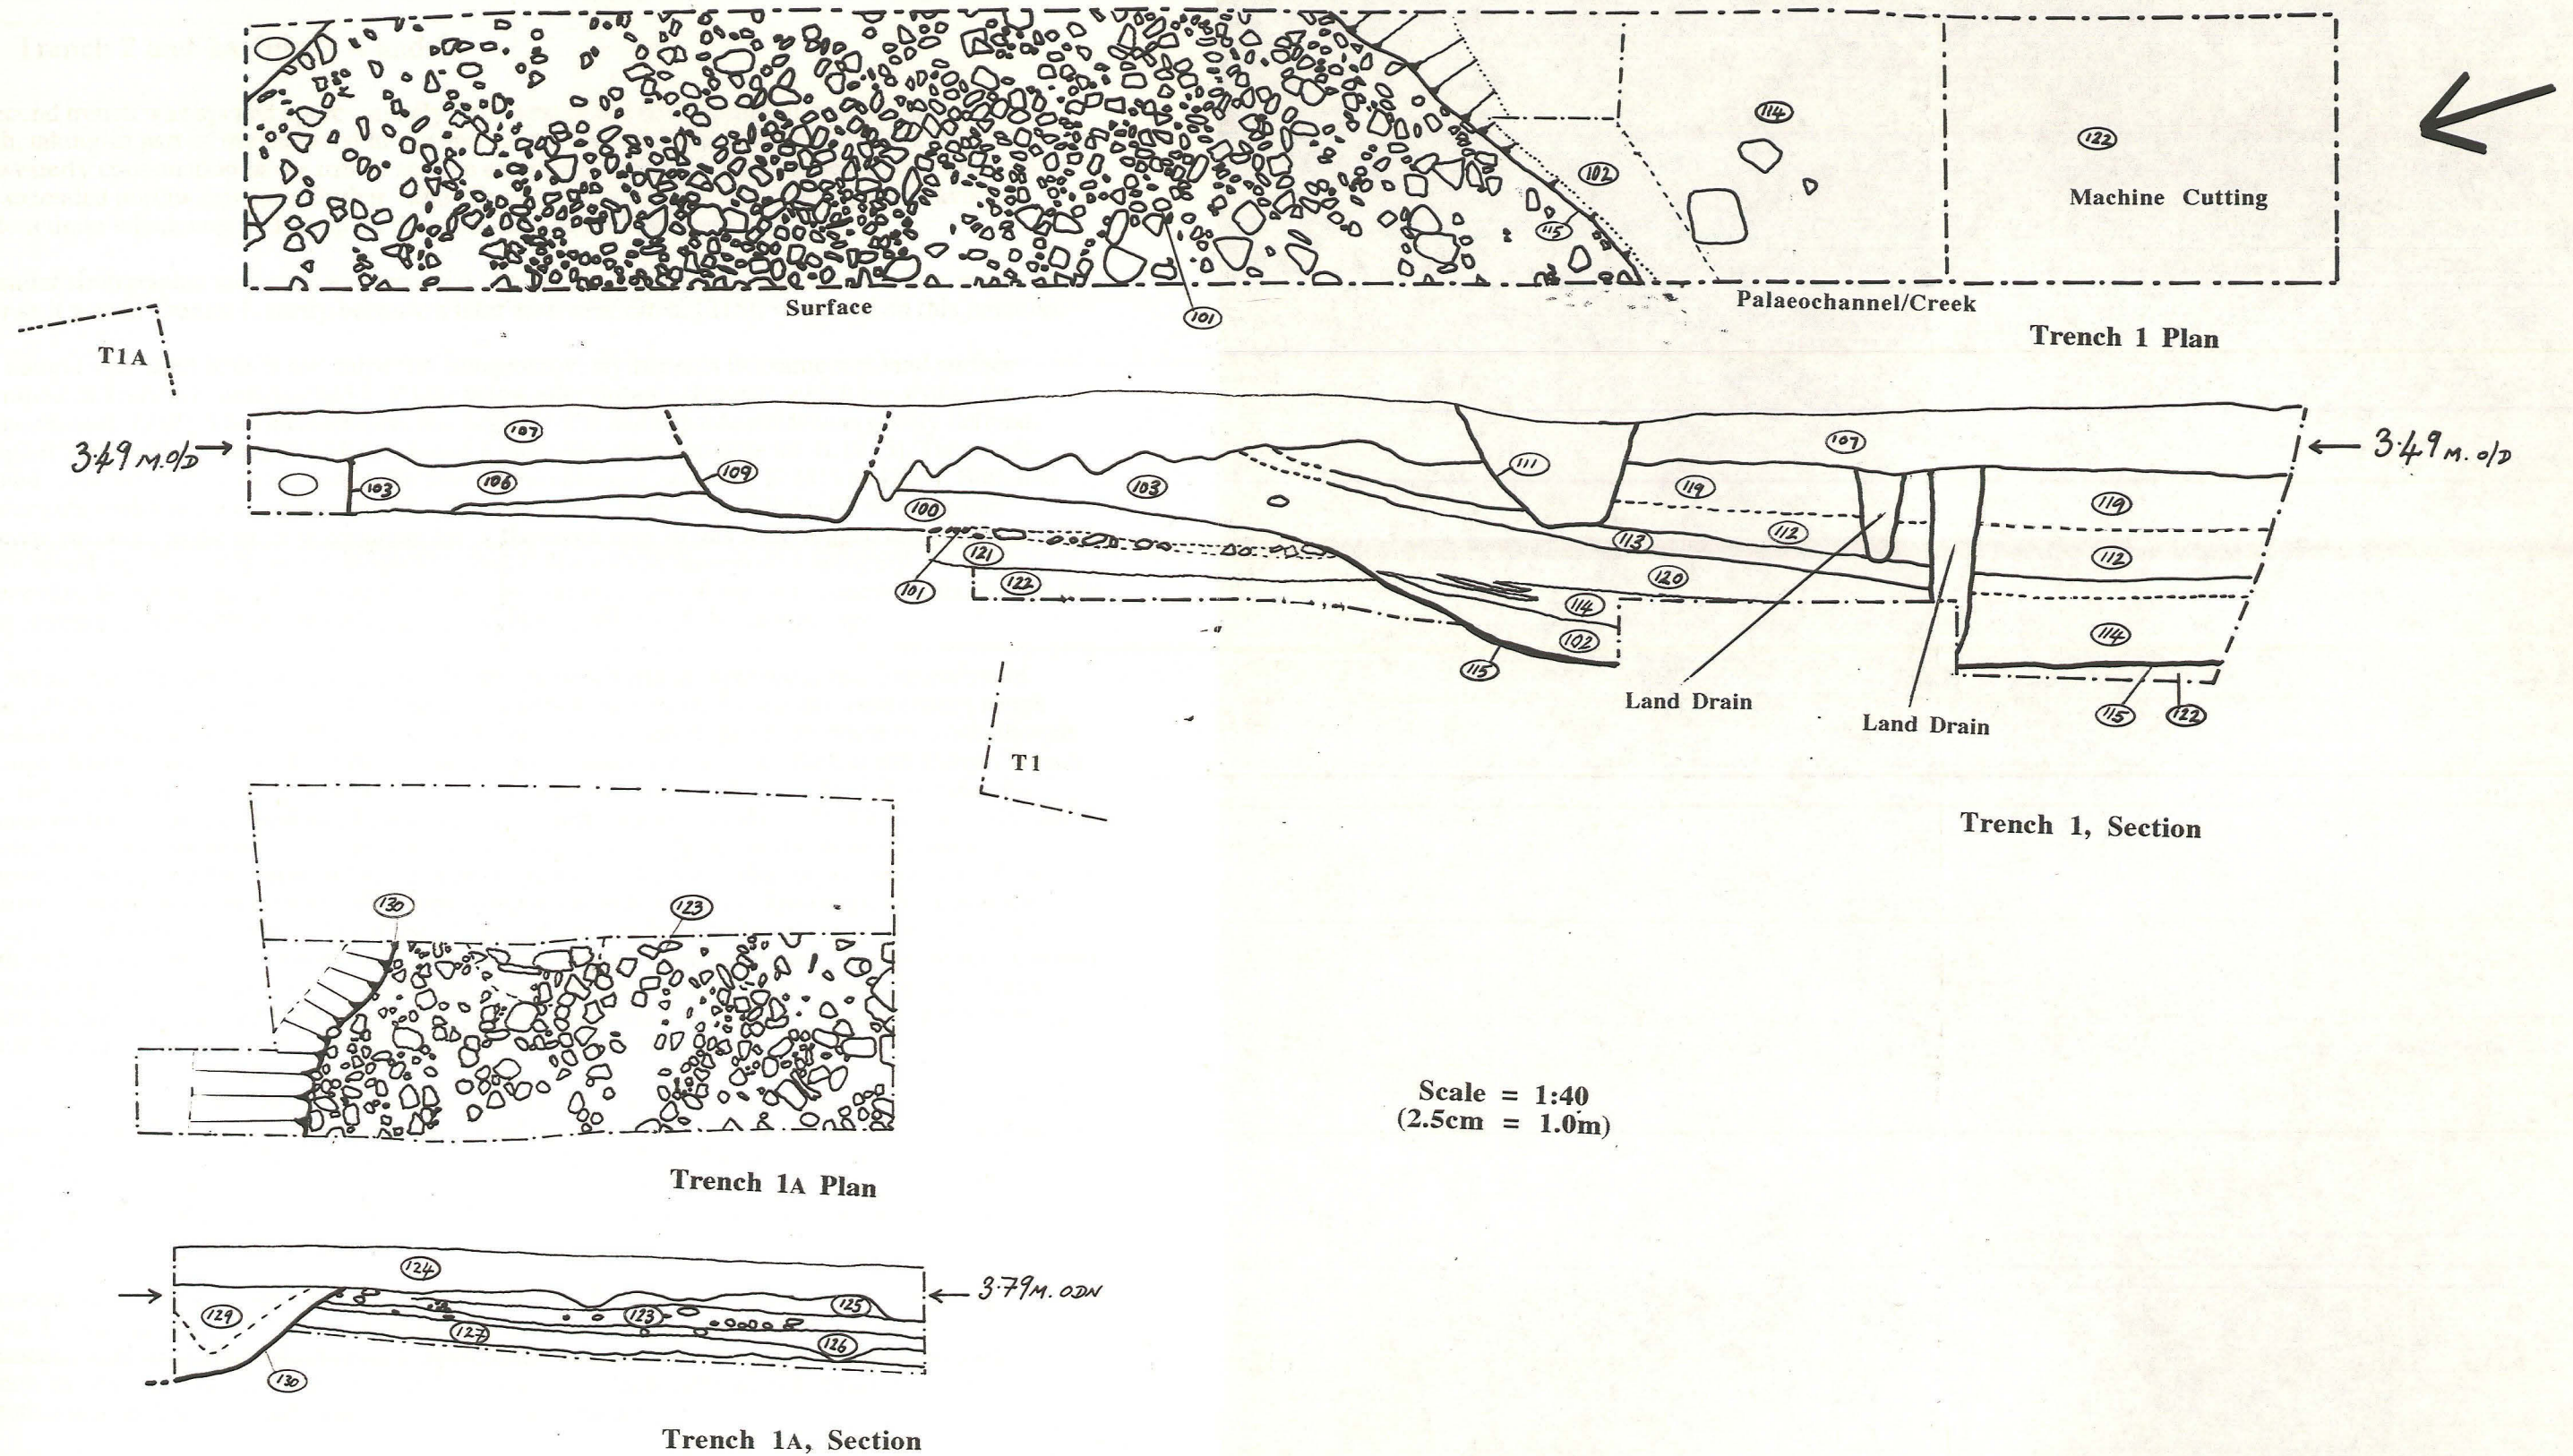 114
122
102
Machine Cutting
115
Surface
101
Palaeochannel/Creek
Trench 1 Plan
T1A
107
107
3.49 M.O/D
3.49 M. O/D
109
111
103
106
103
119
119
100
112
113
112
121
122
120
101
114
102
114
115
Land Drain
Land Drain
115
122
T1
Trench 1, Section
130
123
Scale = 1:40
(2.5cm = 1.0m)
Trench 1A Plan
124
3.79M. ODN
129
123
125
127
126
130
Trench 1A, Section